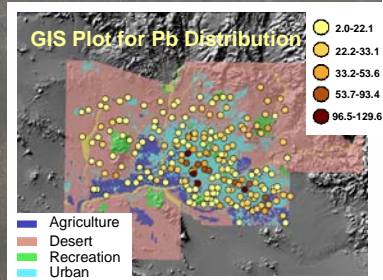 GIS Plot for Pb Distribution
2.0-22.1
22.2-33.1
33.2-53.6
53.7-93.4
96.5-129.6
Agriculture
Desert
Recreation
Urban